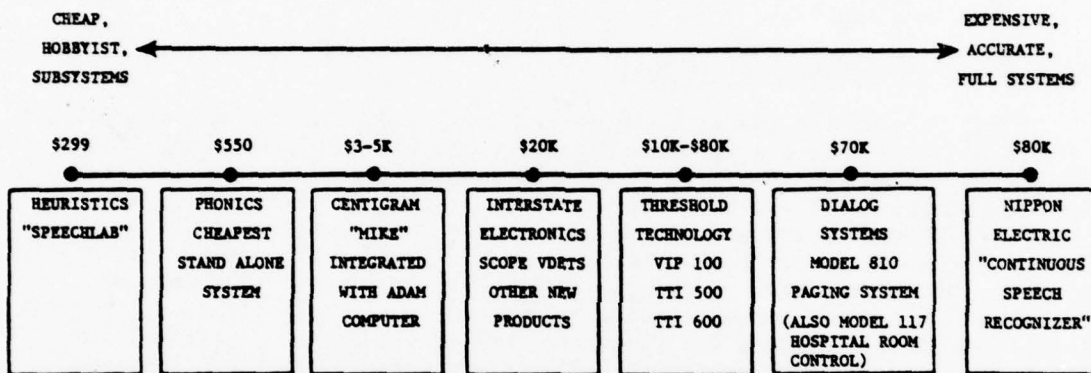 CHEAP,
HOBBYIST,
SUBSYSTEMS
EXPENSIVE,
ACCURATE,
FULL SYSTEMS
$299
$550
$3-5K
$20K
$10K-$80K
$70K
$80K
HEURISTICS
"SPEECHLAB"
PHONICS
CHEAPEST
STAND ALONE
SYSTEM
CENTIGRAM
"MIKE"
INTEGRATED
WITH ADAM
COMPUTER
INTERSTATE
ELECTRONICS
SCOPE VDETS
OTHER NEW
PRODUCTS
THRESHOLD
TECHNOLOGY
VIP 100
TTI 500
TTI 600
DIALOG
SYSTEMS
MODEL 810
PAGING SYSTEM
(ALSO MODEL 117
HOSPITAL ROOM
CONTROL)
NIPPON
ELECTRIC
"CONTINUOUS
SPEECH
RECOGNIZER"